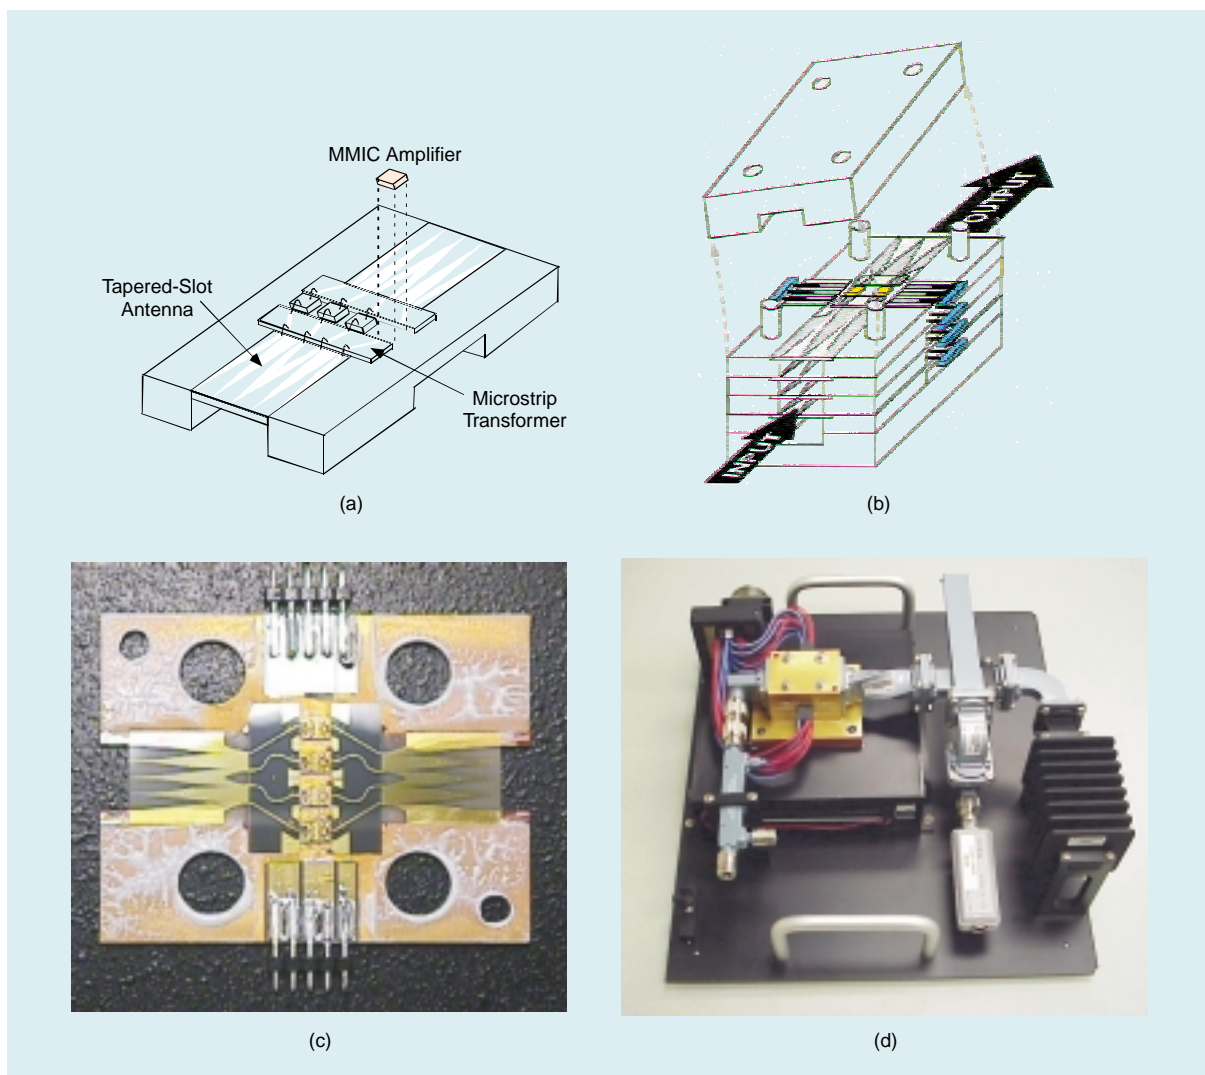 MMIC Amplifier
Tapered-Slot
Antenna
Microstrip
Transformer
(a)
OUTPUT
INPUT
(b)
(c)
(d)